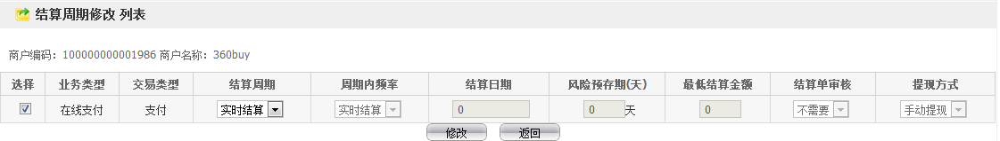 结算周期修改 列表
商户编码：100000000001986 商户名称：360buy
选择 业务类型 交易类型 结算周期 周期内频率 结算日期 风险预存期(天) 最低结算金额 结算单审核 提现方式
在线支付 支付 实时结算 实时结算 0 0 天 0 不需要 手动提现
修改 返回